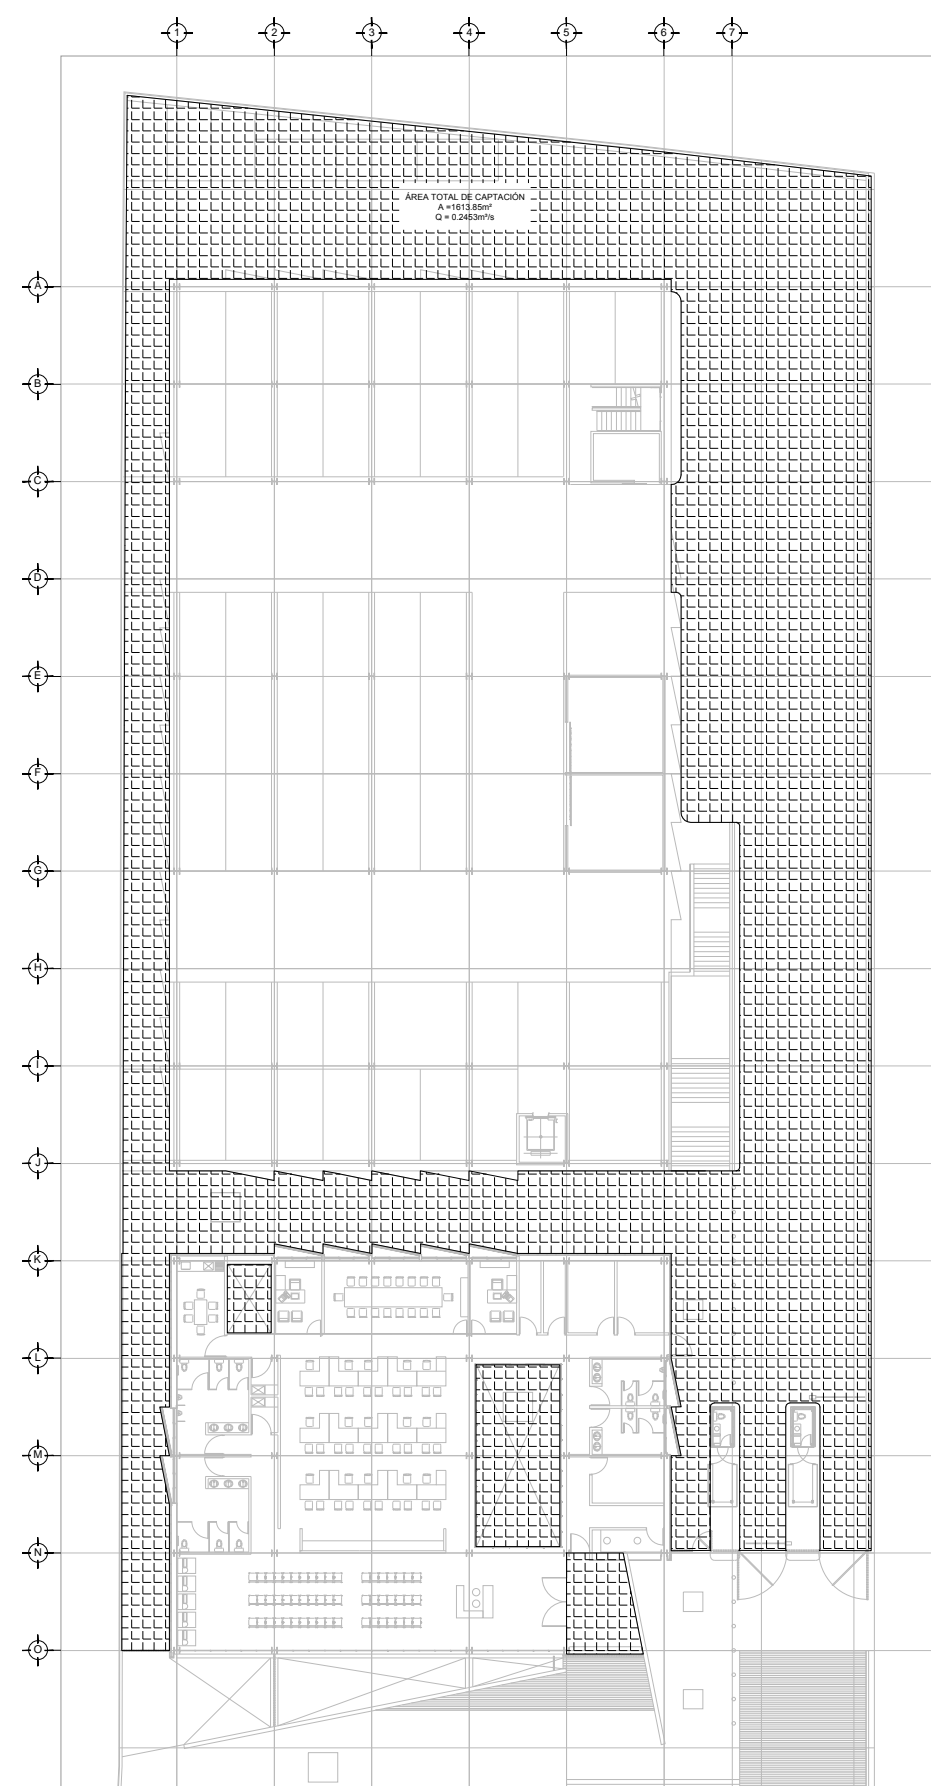 1 2 3 4 5 6 7
ÁREA TOTAL DE CAPTACIÓN
A =1613.85m²
Q = 0.2453m³/s
A
B
C
D
E
F
G
H
I
J
K
L
M
N
O